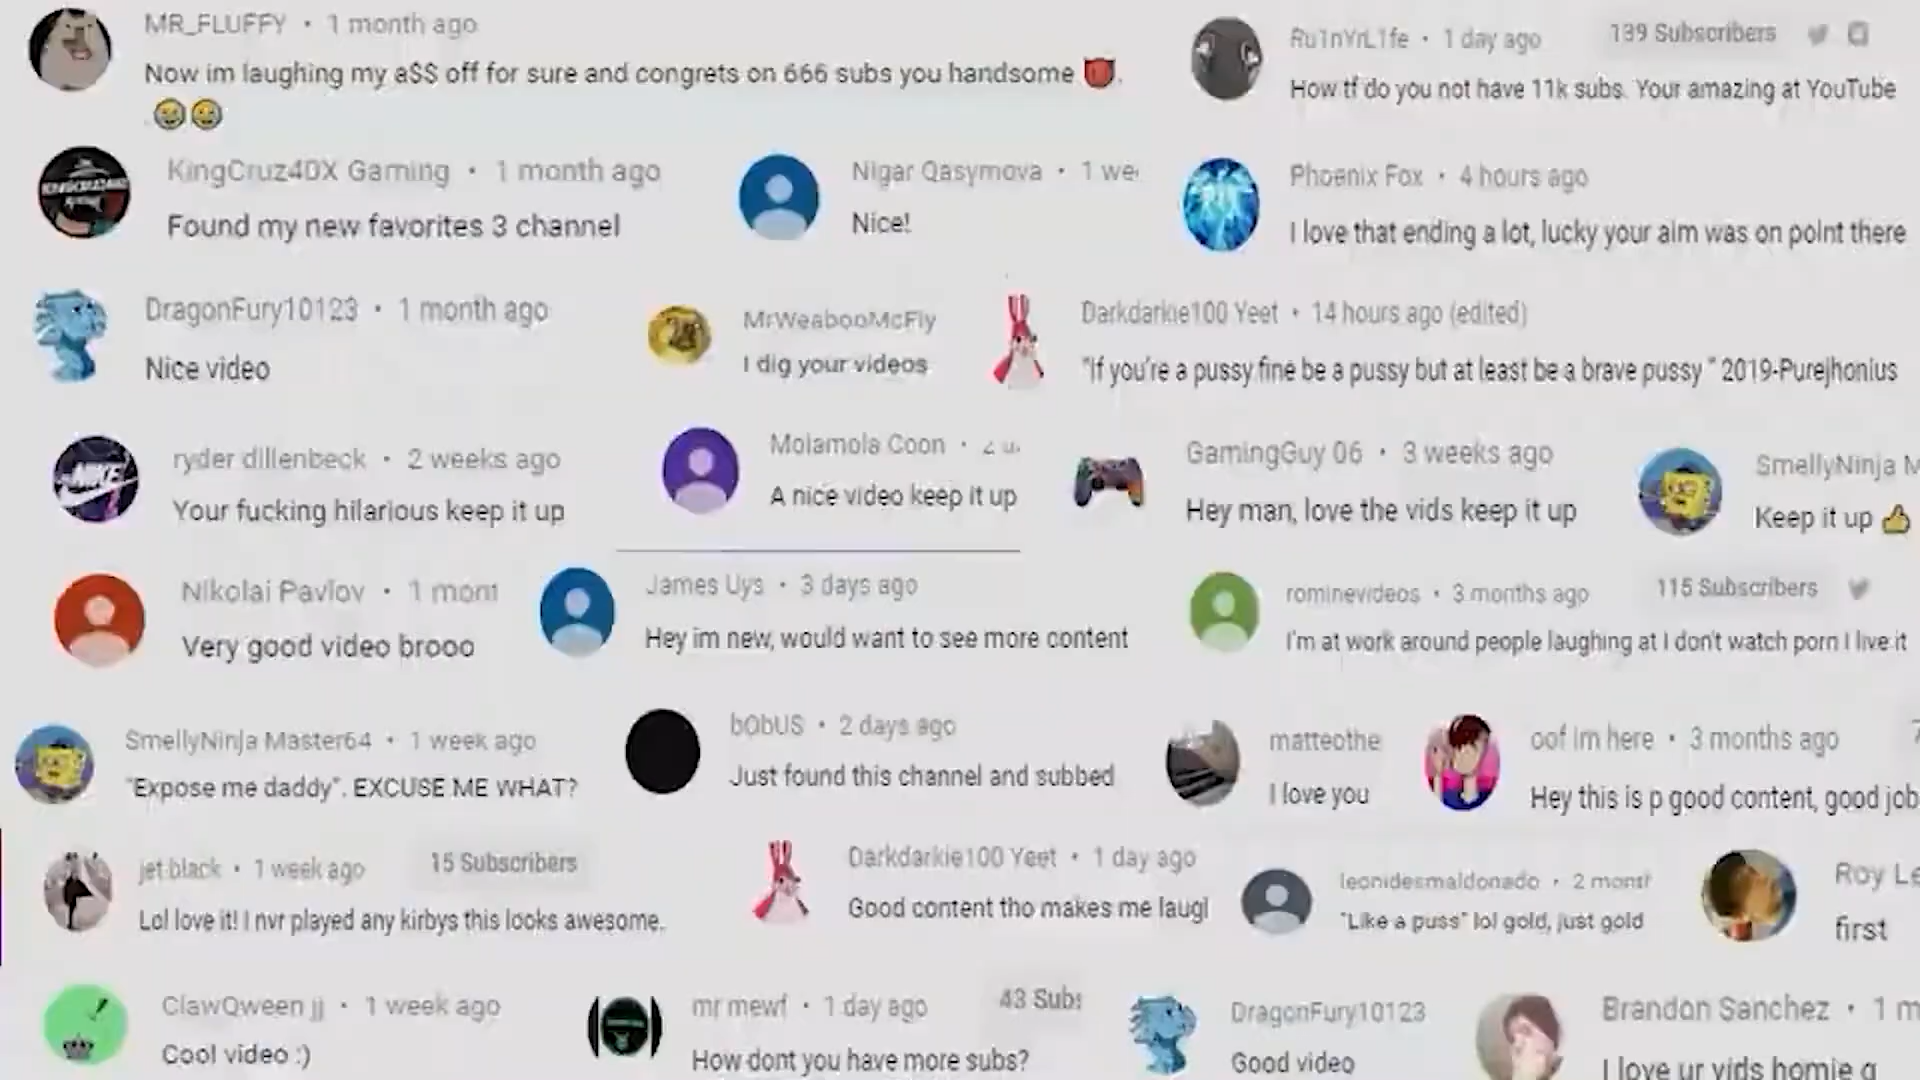 MR_FLUFFY • 1 month ago
Now im laughing my a$$ off for sure and congrets on 666 subs you handsome 😈.
.😂😂
Ru1nYrL1fe • 1 day ago 139 Subscribers
How tf do you not have 11k subs. Your amazing at YouTube
KingCruz4DX Gaming • 1 month ago
Found my new favorites 3 channel
Nigar Qasymova • 1 we
Nice!
Phoenix Fox • 4 hours ago
I love that ending a lot, lucky your aim was on point there
DragonFury10123 • 1 month ago
Nice video
MrWeabooMcFly
I dig your videos
Darkdarkie100 Yeet • 14 hours ago (edited)
"If you're a pussy fine be a pussy but at least be a brave pussy " 2019-Purejhonius
ryder dillenbeck • 2 weeks ago
Your fucking hilarious keep it up
Molamola Coon •
A nice video keep it up
GamingGuy 06 • 3 weeks ago
Hey man, love the vids keep it up
SmellyNinja M
Keep it up 👍
Nikolai Pavlov • 1 mont
Very good video brooo
James Uys • 3 days ago
Hey im new, would want to see more content
rominevideos • 3 months ago 115 Subscribers
I'm at work around people laughing at I don't watch porn I live it
SmellyNinja Master64 • 1 week ago
"Expose me daddy". EXCUSE ME WHAT?
b0bUS • 2 days ago
Just found this channel and subbed
matteothe
I love you
oof im here • 3 months ago
Hey this is p good content, good job
jet black • 1 week ago 15 Subscribers
Lol love it! I nvr played any kirbys this looks awesome.
Darkdarkie100 Yeet • 1 day ago
Good content tho makes me laugl
leonidesmaldonado • 2 mont
"Like a puss" lol gold, just gold
Roy Le
first
ClawQween jj • 1 week ago
Cool video :)
mr mewf • 1 day ago 43 Subs
How dont you have more subs?
DragonFury10123
Good video
Brandon Sanchez • 1 m
I love ur vids homie g